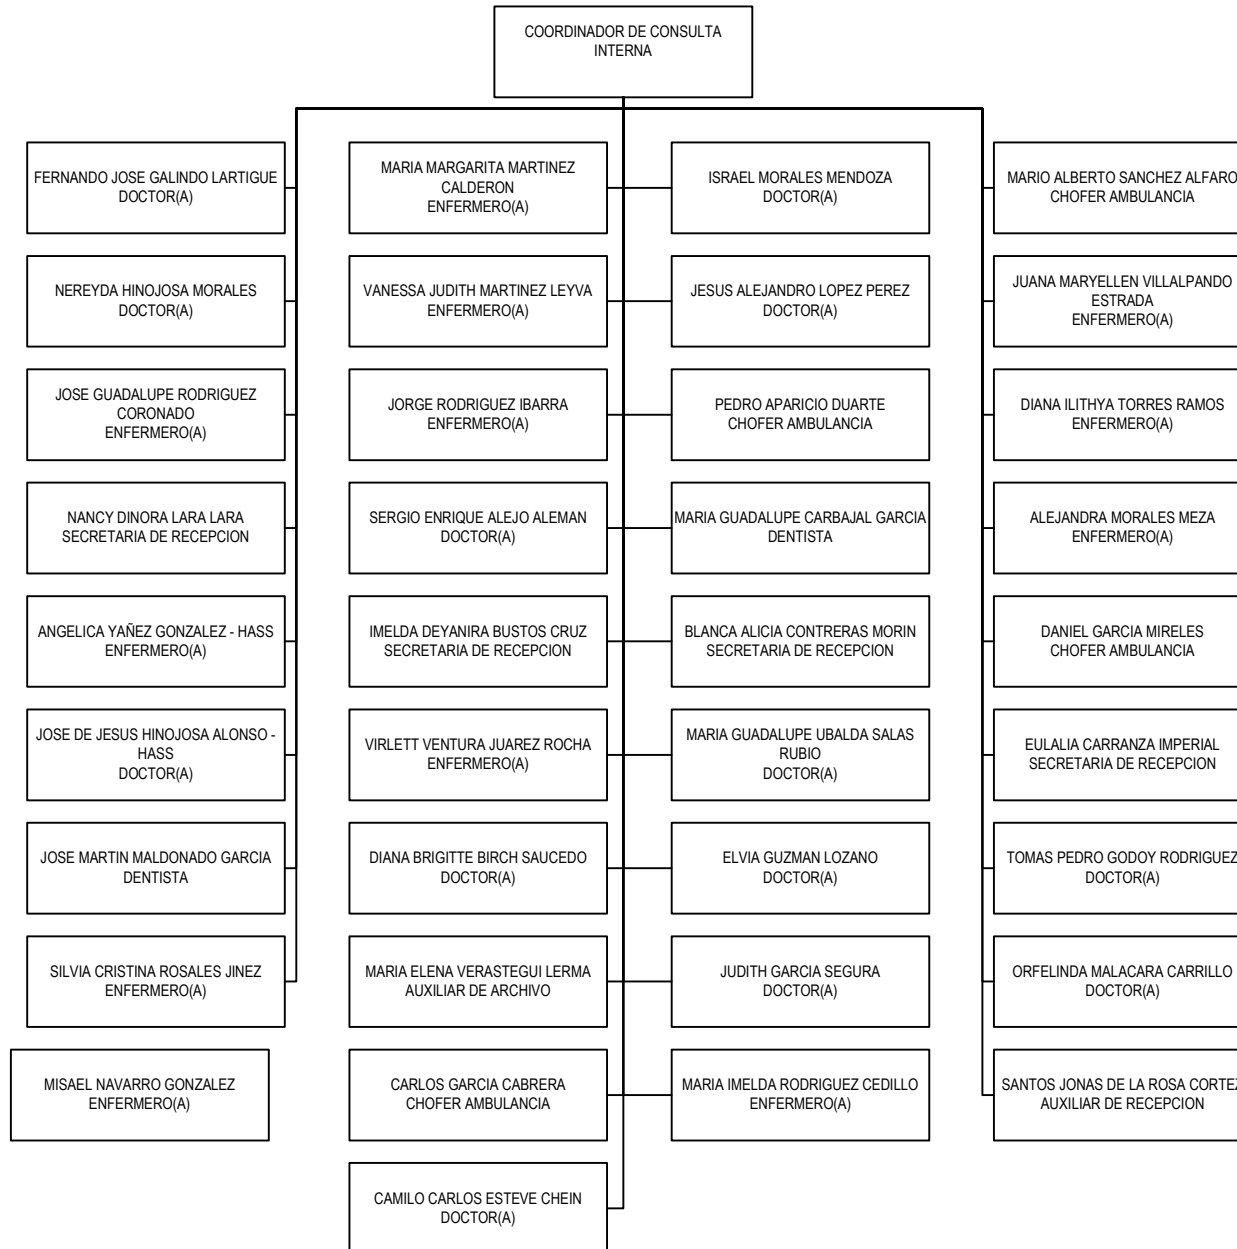 COORDINADOR DE CONSULTA
INTERNA
FERNANDO JOSE GALINDO LARTIGUE
DOCTOR(A)
MARIA MARGARITA MARTINEZ
CALDERON
ENFERMERO(A)
ISRAEL MORALES MENDOZA
DOCTOR(A)
MARIO ALBERTO SANCHEZ ALFARO
CHOFER AMBULANCIA
NEREYDA HINOJOSA MORALES
DOCTOR(A)
VANESSA JUDITH MARTINEZ LEYVA
ENFERMERO(A)
JESUS ALEJANDRO LOPEZ PEREZ
DOCTOR(A)
JUANA MARYELLEN VILLALPANDO
ESTRADA
ENFERMERO(A)
JOSE GUADALUPE RODRIGUEZ
CORONADO
ENFERMERO(A)
JORGE RODRIGUEZ IBARRA
ENFERMERO(A)
PEDRO APARICIO DUARTE
CHOFER AMBULANCIA
DIANA ILITHYA TORRES RAMOS
ENFERMERO(A)
NANCY DINORA LARA LARA
SECRETARIA DE RECEPCION
SERGIO ENRIQUE ALEJO ALEMAN
DOCTOR(A)
MARIA GUADALUPE CARBAJAL GARCIA
DENTISTA
ALEJANDRA MORALES MEZA
ENFERMERO(A)
ANGELICA YAÑEZ GONZALEZ - HASS
ENFERMERO(A)
IMELDA DEYANIRA BUSTOS CRUZ
SECRETARIA DE RECEPCION
BLANCA ALICIA CONTRERAS MORIN
SECRETARIA DE RECEPCION
DANIEL GARCIA MIRELES
CHOFER AMBULANCIA
JOSE DE JESUS HINOJOSA ALONSO -
HASS
DOCTOR(A)
VIRLETT VENTURA JUAREZ ROCHA
ENFERMERO(A)
MARIA GUADALUPE UBALDA SALAS
RUBIO
DOCTOR(A)
EULALIA CARRANZA IMPERIAL
SECRETARIA DE RECEPCION
JOSE MARTIN MALDONADO GARCIA
DENTISTA
DIANA BRIGITTE BIRCH SAUCEDO
DOCTOR(A)
ELVIA GUZMAN LOZANO
DOCTOR(A)
TOMAS PEDRO GODOY RODRIGUEZ
DOCTOR(A)
SILVIA CRISTINA ROSALES JINEZ
ENFERMERO(A)
MARIA ELENA VERASTEGUI LERMA
AUXILIAR DE ARCHIVO
JUDITH GARCIA SEGURA
DOCTOR(A)
ORFELINDA MALACARA CARRILLO
DOCTOR(A)
MISAEL NAVARRO GONZALEZ
ENFERMERO(A)
CARLOS GARCIA CABRERA
CHOFER AMBULANCIA
MARIA IMELDA RODRIGUEZ CEDILLO
ENFERMERO(A)
SANTOS JONAS DE LA ROSA CORTEZ
AUXILIAR DE RECEPCION
CAMILO CARLOS ESTEVE CHEIN
DOCTOR(A)